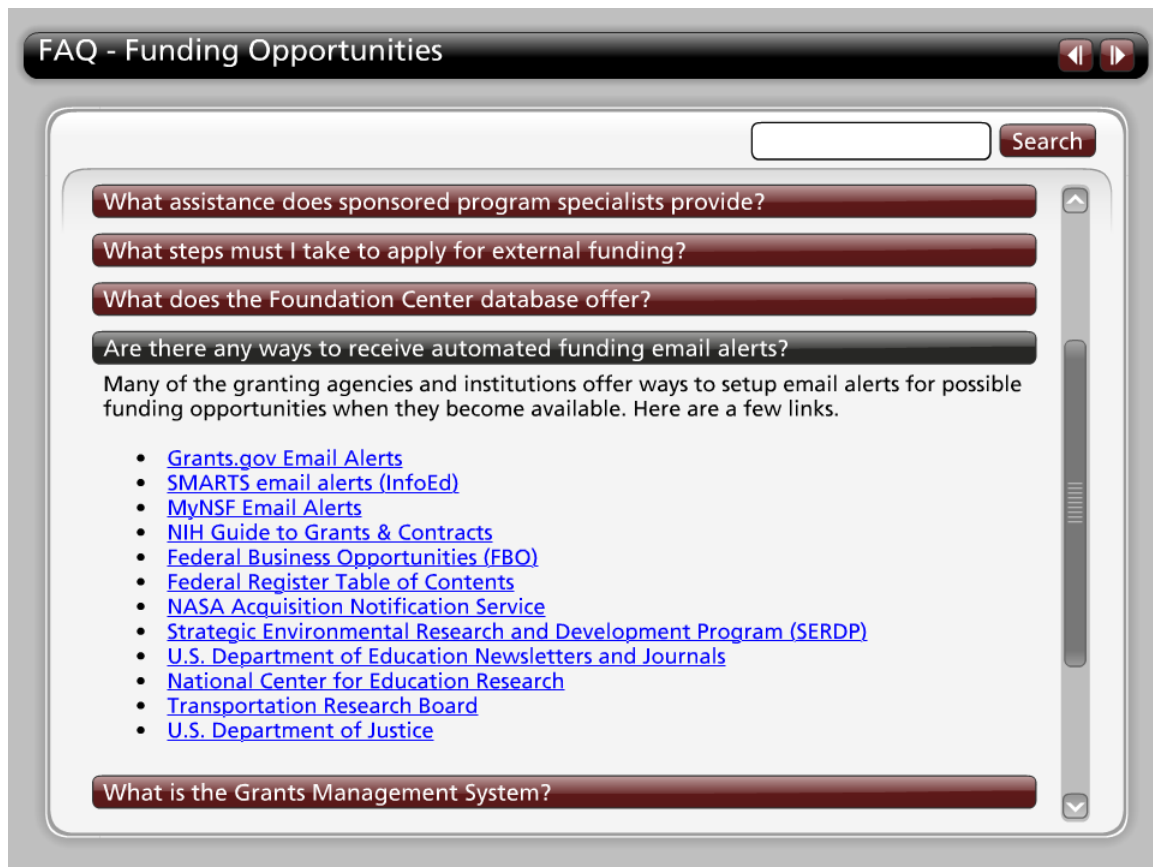 FAQ - Funding Opportunities
Search
What assistance does sponsored program specialists provide?
What steps must I take to apply for external funding?
What does the Foundation Center database offer?
Are there any ways to receive automated funding email alerts?
Many of the granting agencies and institutions offer ways to setup email alerts for possible
funding opportunities when they become available. Here are a few links.
• Grants.gov Email Alerts
• SMARTS email alerts (InfoEd)
• MyNSF Email Alerts
• NIH Guide to Grants & Contracts
• Federal Business Opportunities (FBO)
• Federal Register Table of Contents
• NASA Acquisition Notification Service
• Strategic Environmental Research and Development Program (SERDP)
• U.S. Department of Education Newsletters and Journals
• National Center for Education Research
• Transportation Research Board
• U.S. Department of Justice
What is the Grants Management System?